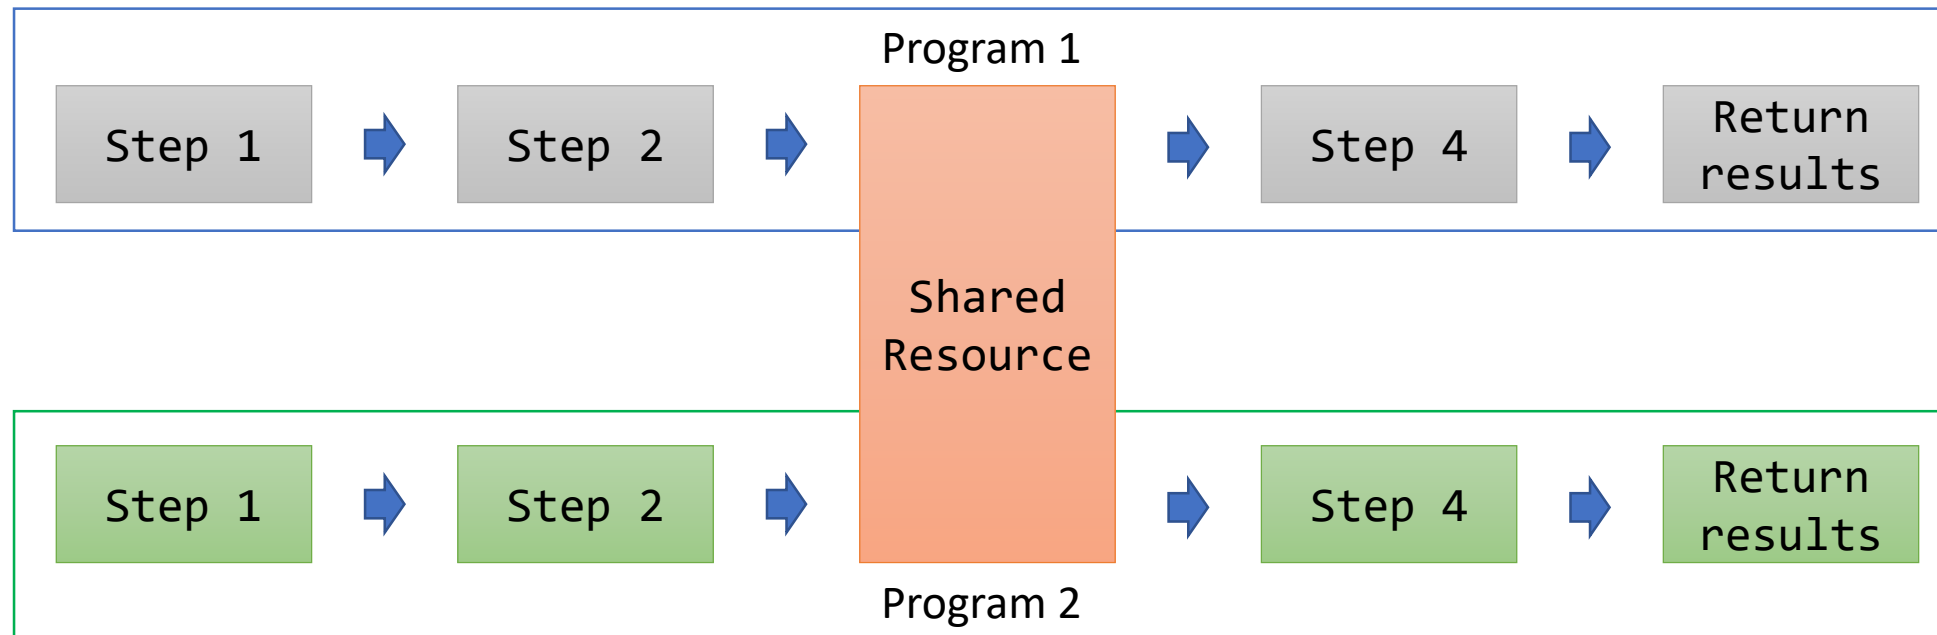 Program 1
Step 1
Step 2
Step 4
Return
results
Shared
Resource
Step 1
Step 2
Step 4
Return
results
Program 2